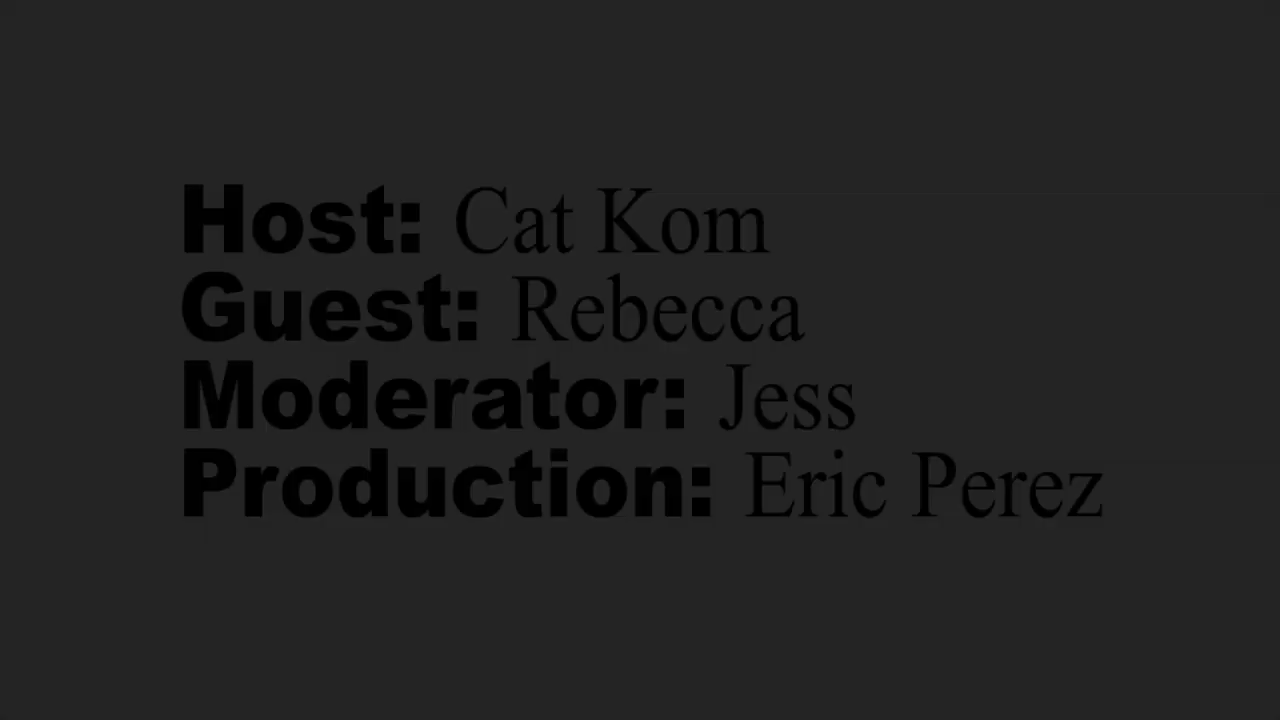 Host: Cat Kom
Guest: Rebecca
Moderator: Jess
Production: Eric Perez